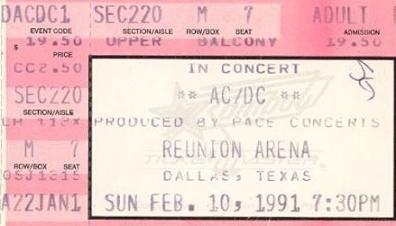 DACDC1 SEC220 M 7 ADULT
EVENT CODE SECTION/AISLE ROW/BOX SEAT ADMISSION
$ 19.50 UPPER BALCONY 19.50
PRICE
CC2.50 IN CONCERT
SECTION/AISLE
SEC220 ** AC/DC **
PRODUCED BY PACE CONCERTS
M 7 REUNION ARENA
ROW/BOX SEAT
DALLAS, TEXAS
A22JAN1 SUN FEB. 10, 1991 7:30PM